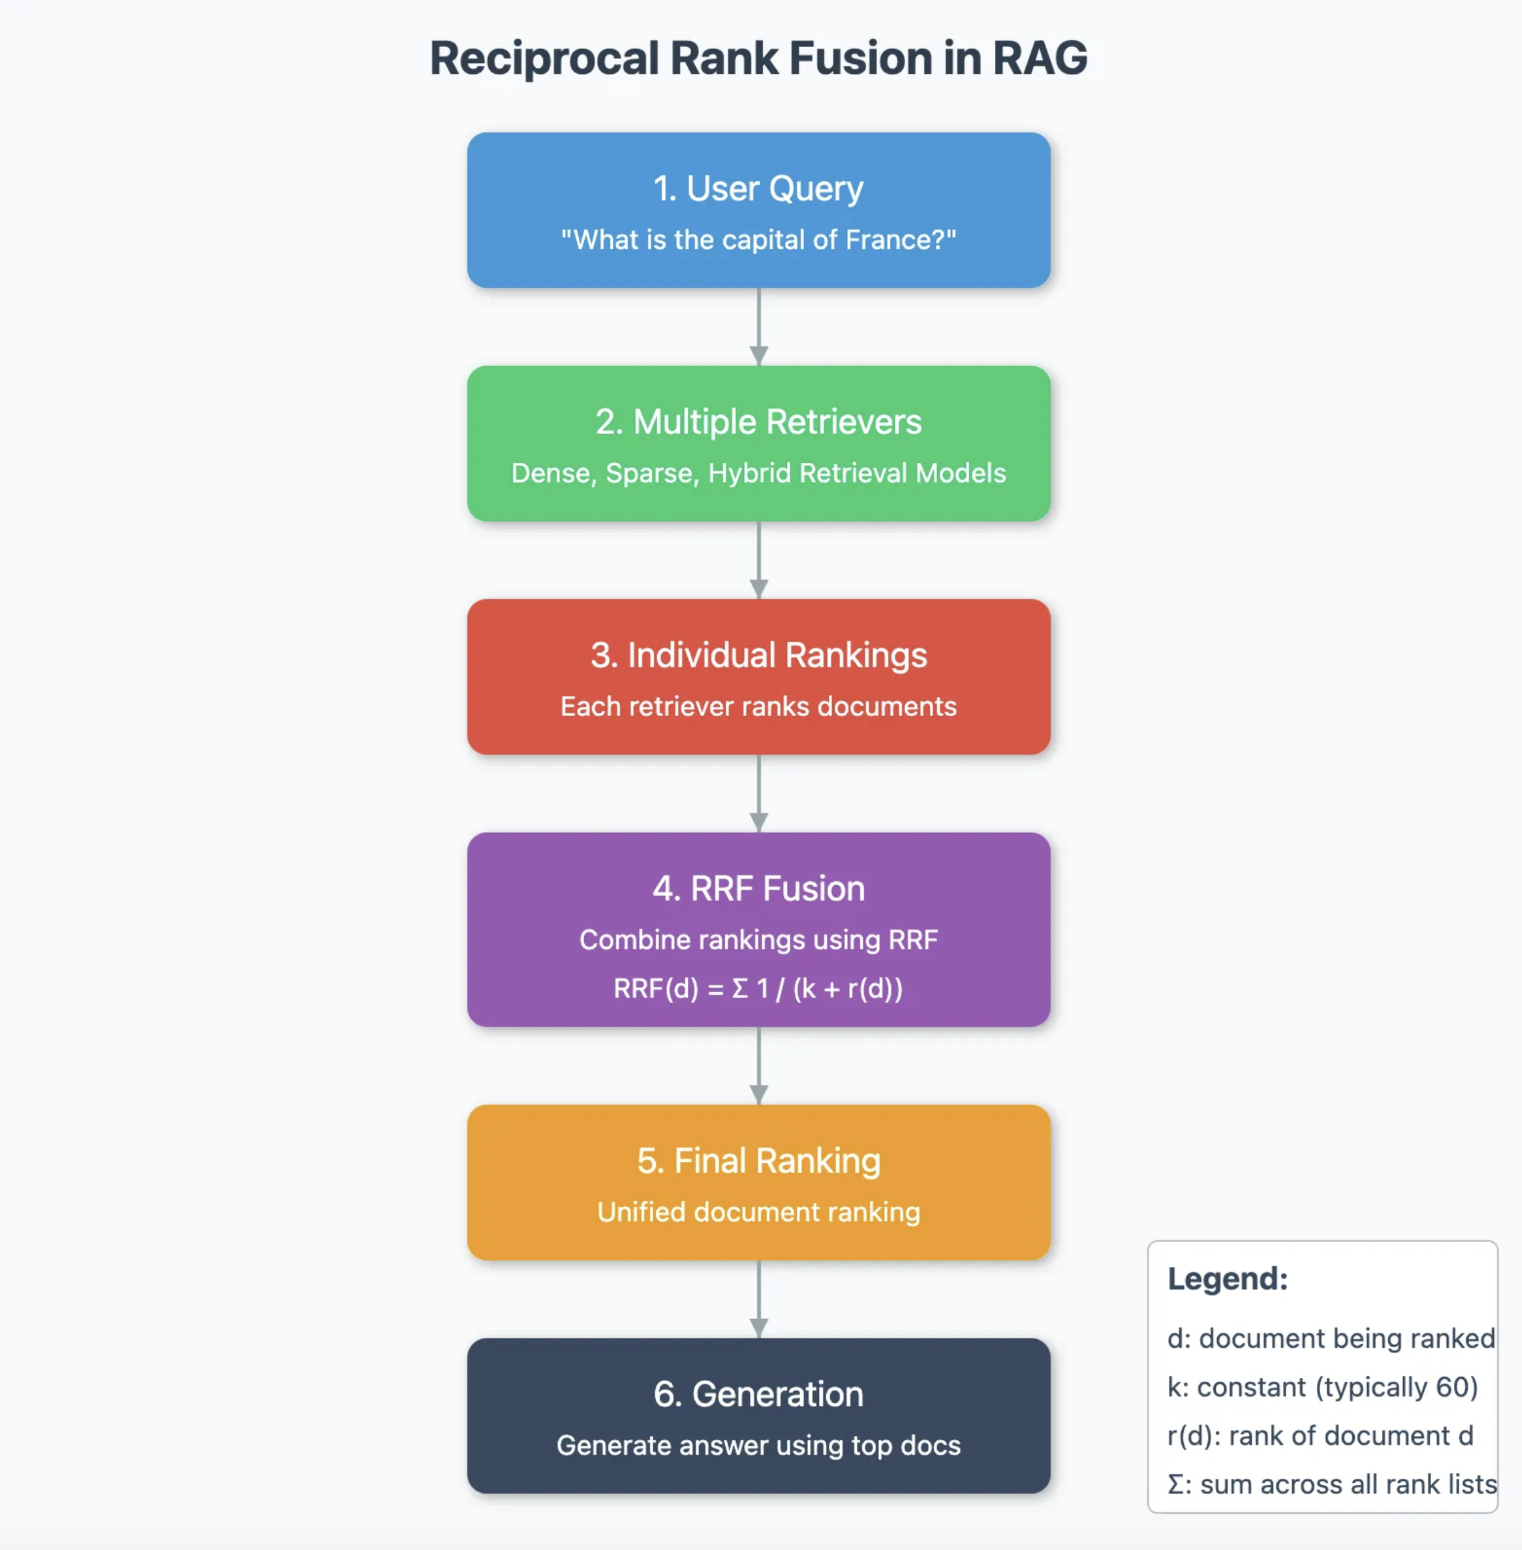 Reciprocal Rank Fusion in RAG
1. User Query
"What is the capital of France?"
2. Multiple Retrievers
Dense, Sparse, Hybrid Retrieval Models
3. Individual Rankings
Each retriever ranks documents
4. RRF Fusion
Combine rankings using RRF
RRF(d) = Σ 1 / (k + r(d))
5. Final Ranking
Unified document ranking
6. Generation
Generate answer using top docs
Legend:
d: document being ranked
k: constant (typically 60)
r(d): rank of document d
Σ: sum across all rank lists